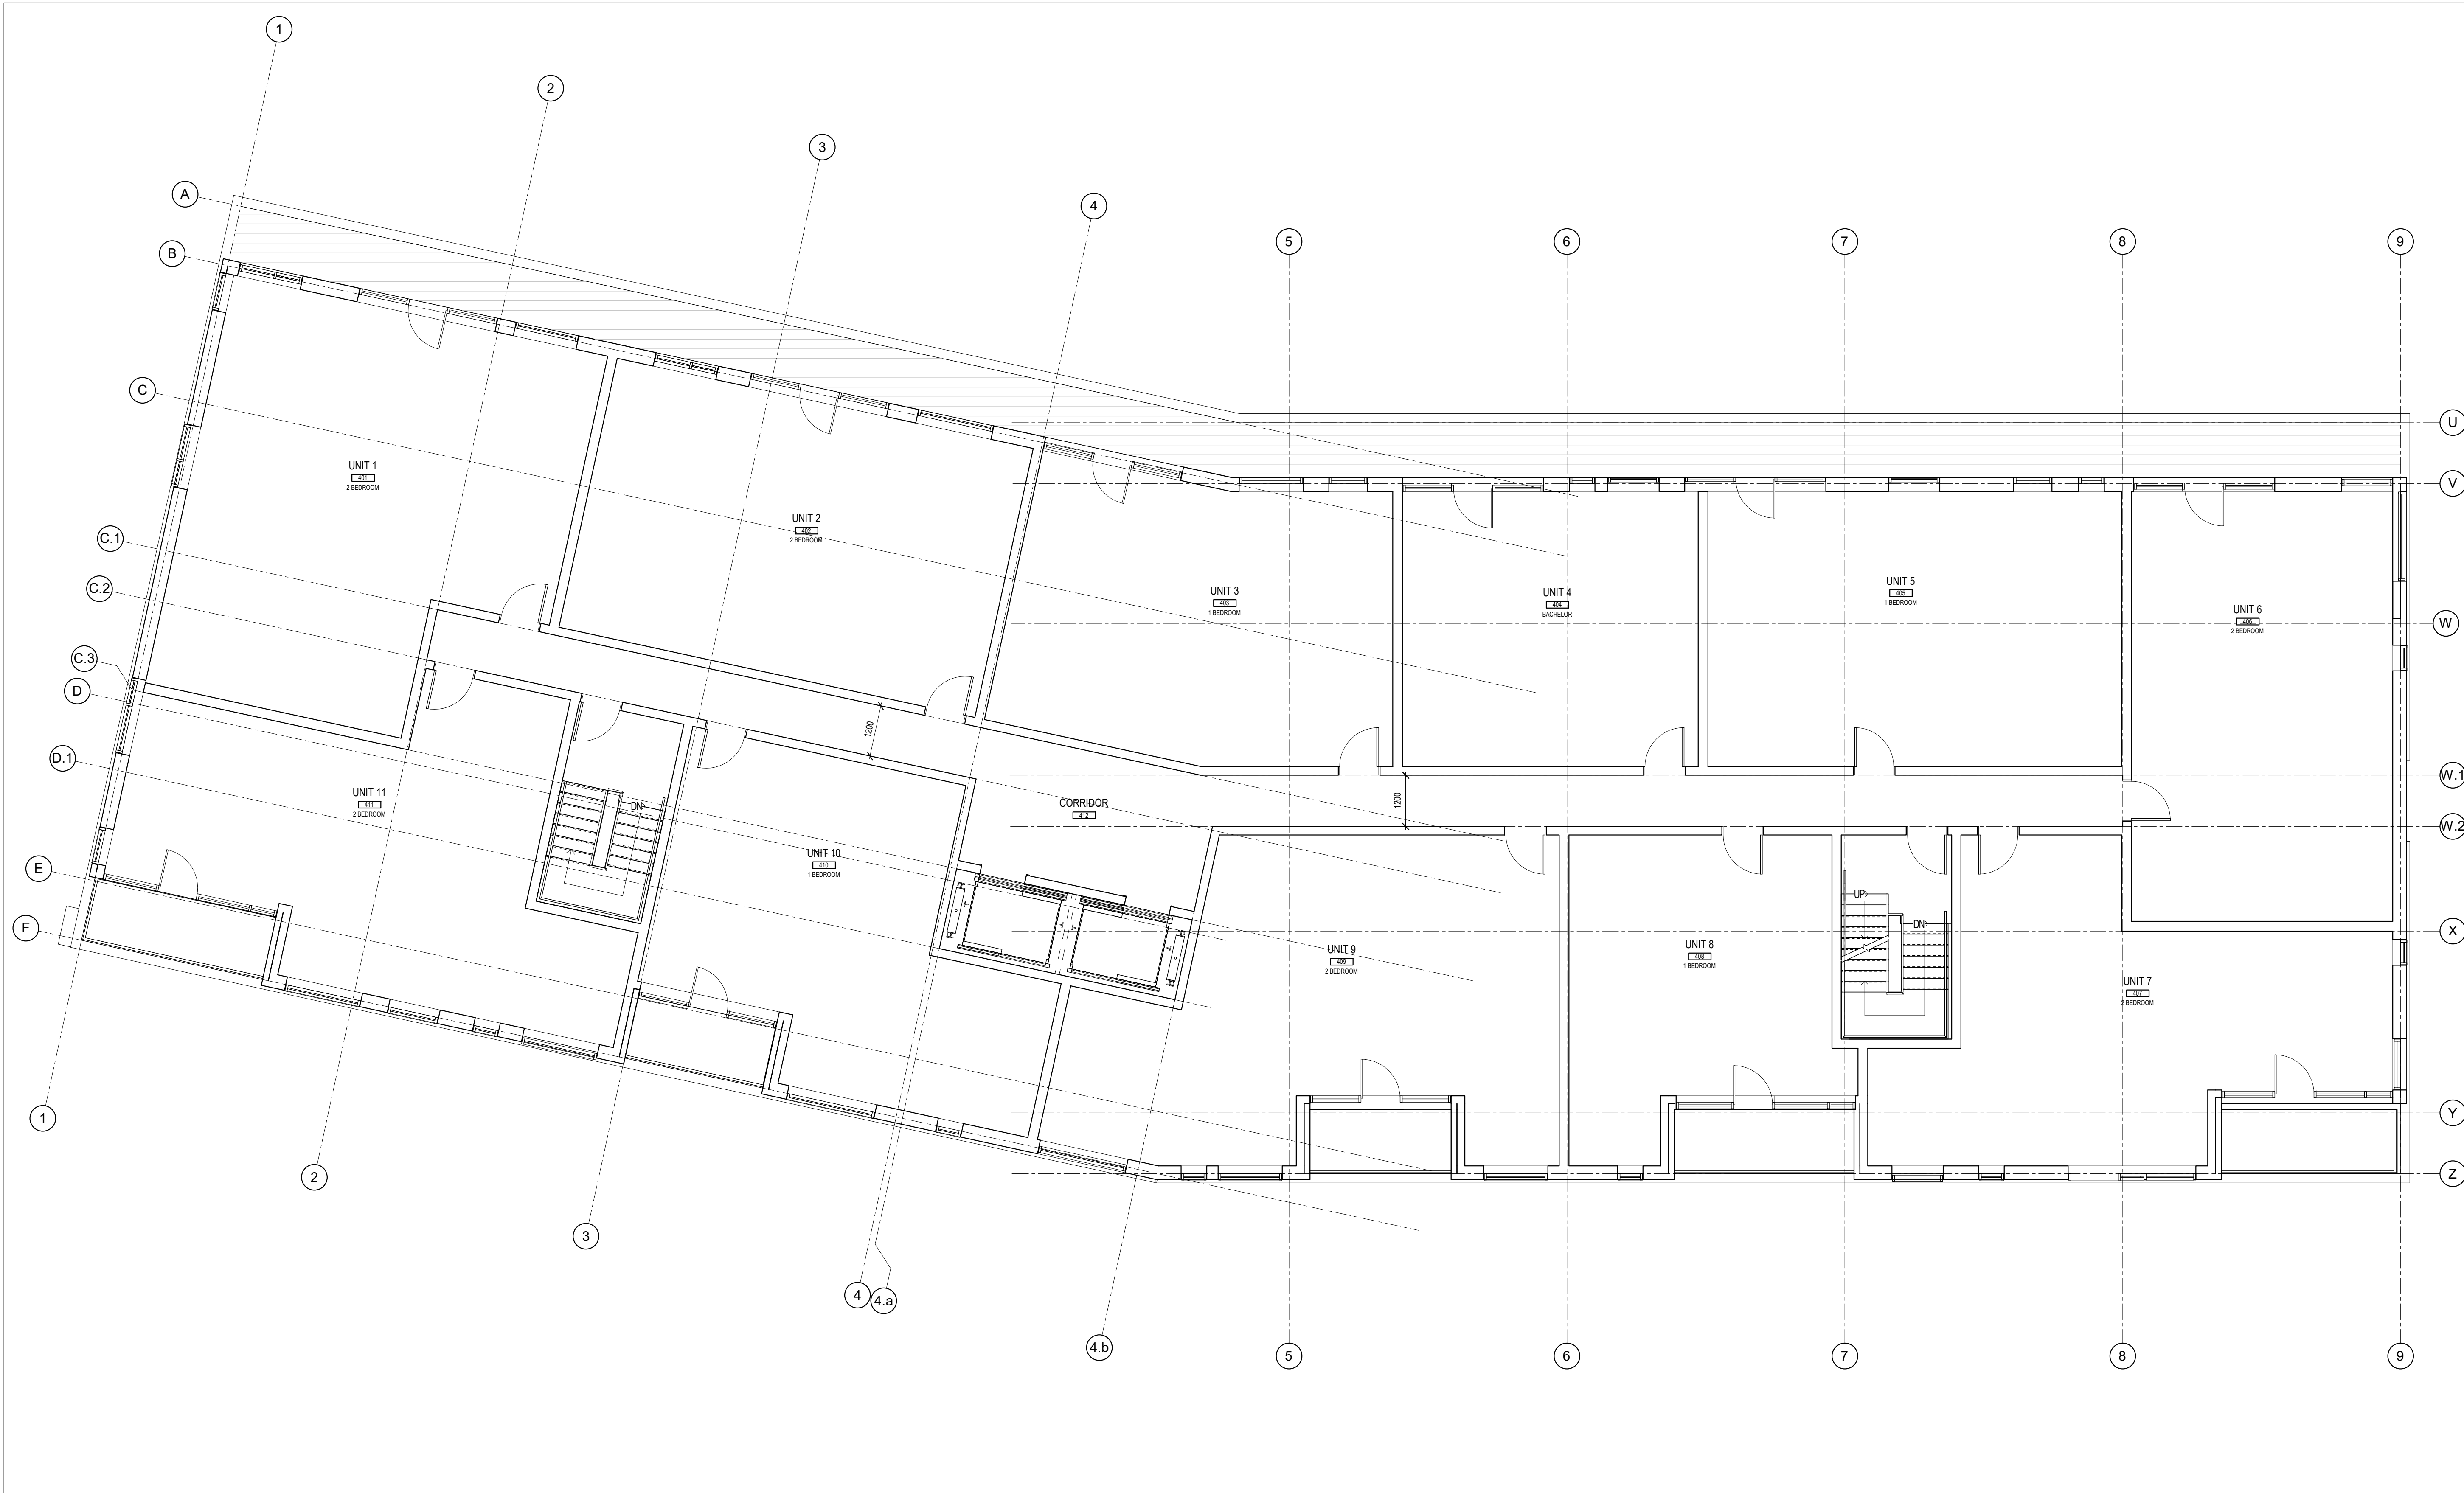 1
2
3
4
A
B
5
6
7
8
9
C
U
UNIT 1
401
2 BEDROOM
V
UNIT 2
402
2 BEDROOM
C.1
C.2
UNIT 3
403
1 BEDROOM
UNIT 4
404
BACHELOR
UNIT 5
405
1 BEDROOM
UNIT 6
406
2 BEDROOM
W
C.3
D
1200
D.1
W.1
UNIT 11
411
2 BEDROOM
DN
CORRIDOR
412
1200
W.2
E
UNIT 10
410
1 BEDROOM
F
UP
DN
X
UNIT 9
409
2 BEDROOM
UNIT 8
408
1 BEDROOM
UNIT 7
407
2 BEDROOM
1
Y
2
Z
3
4
4.a
4.b
5
6
7
8
9